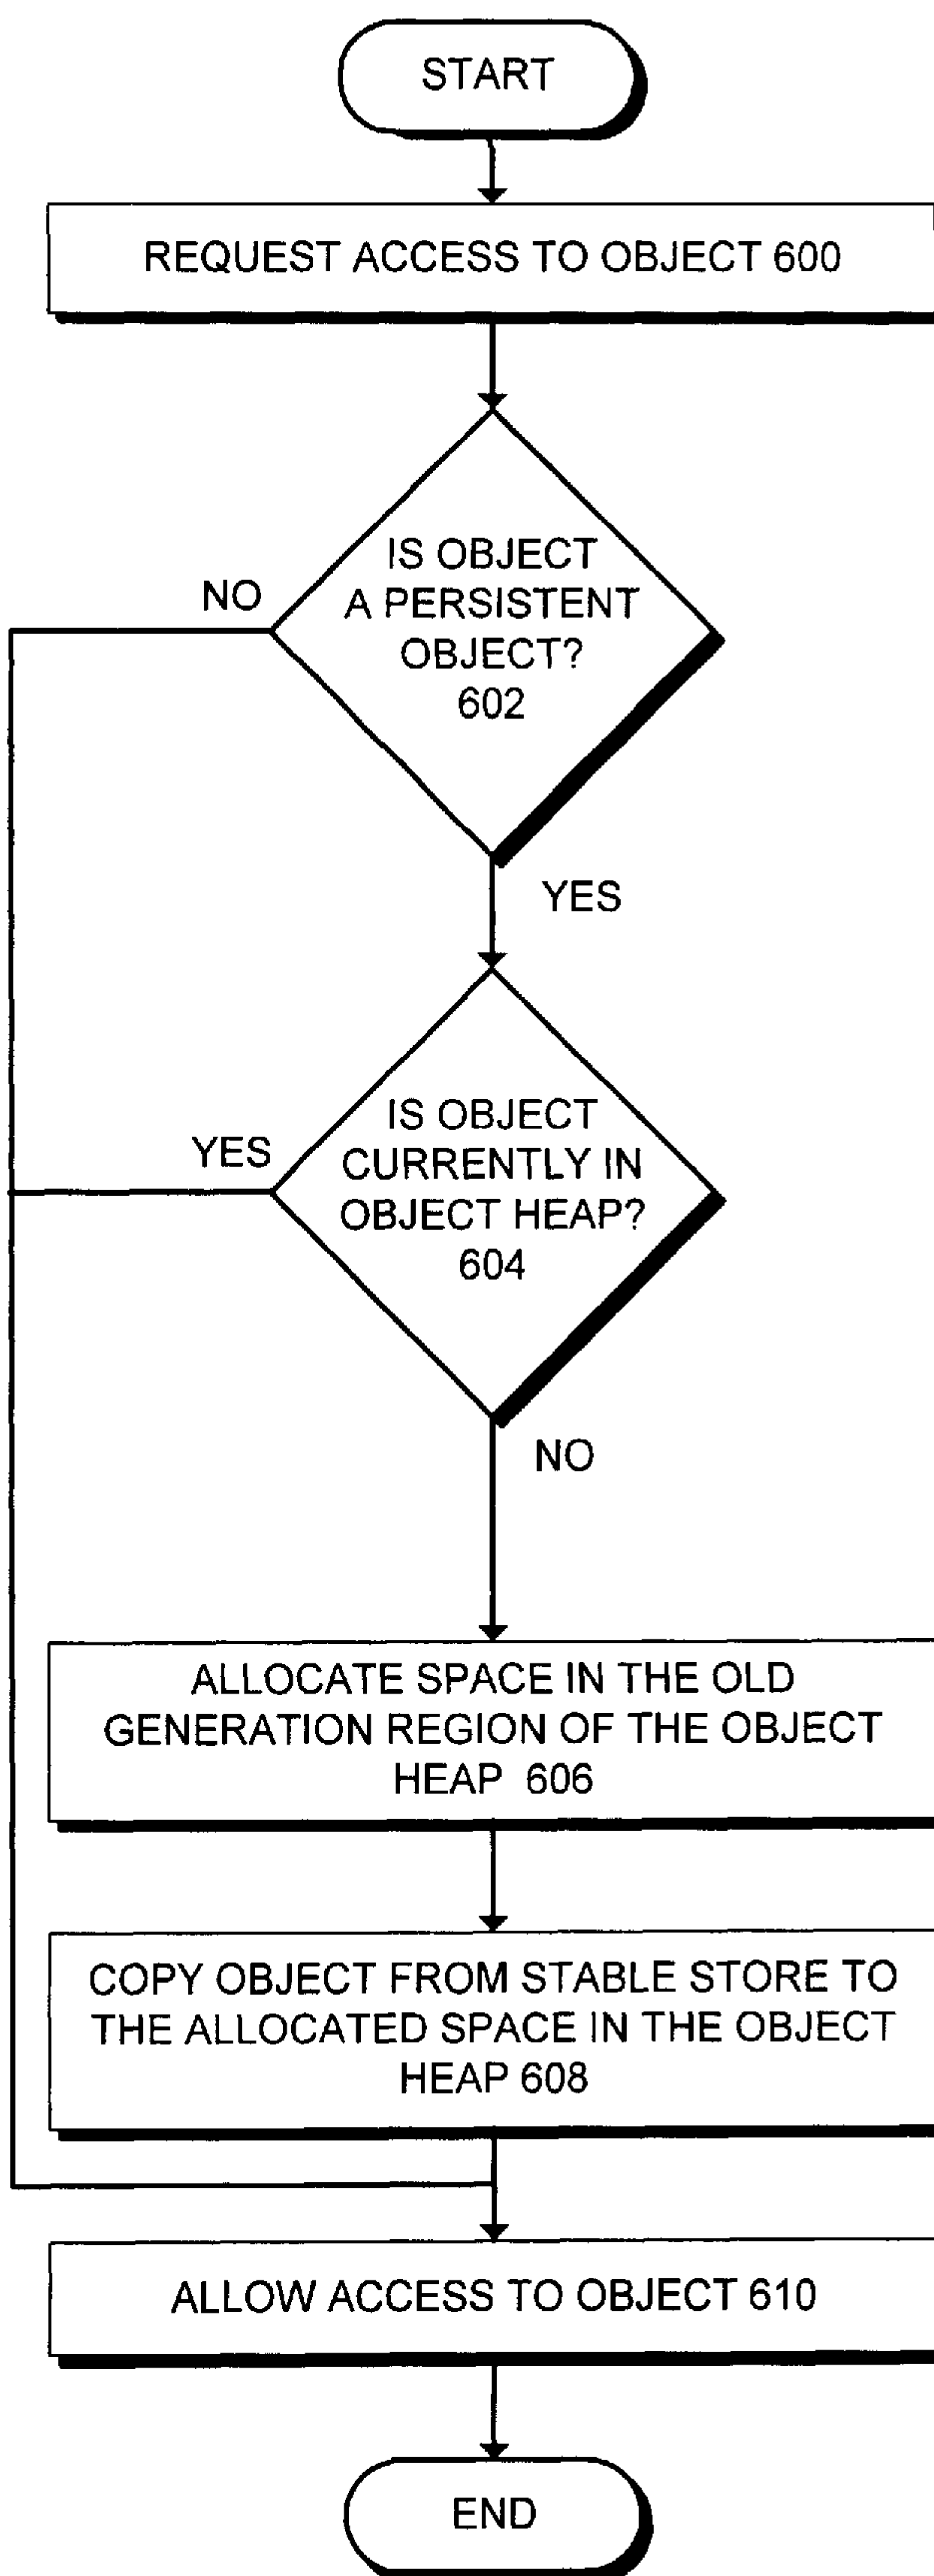 START
REQUEST ACCESS TO OBJECT 600
IS OBJECT
A PERSISTENT
OBJECT?
602
NO
YES
IS OBJECT
CURRENTLY IN
OBJECT HEAP?
604
YES
NO
ALLOCATE SPACE IN THE OLD
GENERATION REGION OF THE OBJECT
HEAP 606
COPY OBJECT FROM STABLE STORE TO
THE ALLOCATED SPACE IN THE OBJECT
HEAP 608
ALLOW ACCESS TO OBJECT 610
END